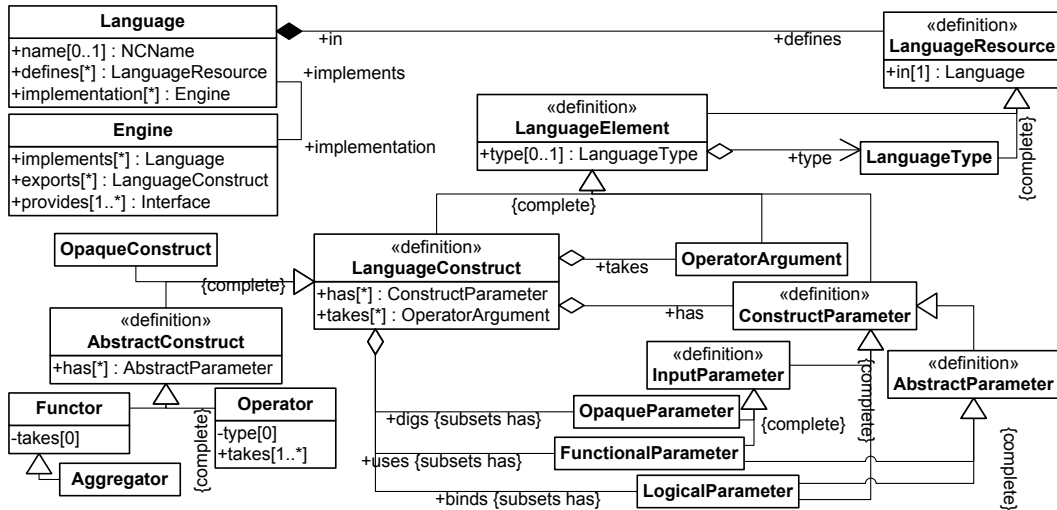 Language
+name[0..1] : NCName
+defines[*] : LanguageResource
+implementation[*] : Engine
+in
+defines
«definition»
LanguageResource
+in[1] : Language
+implements
Engine
+implements[*] : Language
+exports[*] : LanguageConstruct
+provides[1..*] : Interface
+implementation
«definition»
LanguageElement
+type[0..1] : LanguageType
+type
LanguageType
{complete}
{complete}
OpaqueConstruct
{complete}
«definition»
LanguageConstruct
+has[*] : ConstructParameter
+takes[*] : OperatorArgument
+takes
OperatorArgument
+has
«definition»
ConstructParameter
«definition»
AbstractConstruct
+has[*] : AbstractParameter
«definition»
InputParameter
«definition»
AbstractParameter
{complete}
Functor
-takes[0]
Operator
-type[0]
+takes[1..*]
{complete}
Aggregator
+digs {subsets has}
OpaqueParameter
{complete}
+uses {subsets has}
FunctionalParameter
{complete}
+binds {subsets has}
LogicalParameter